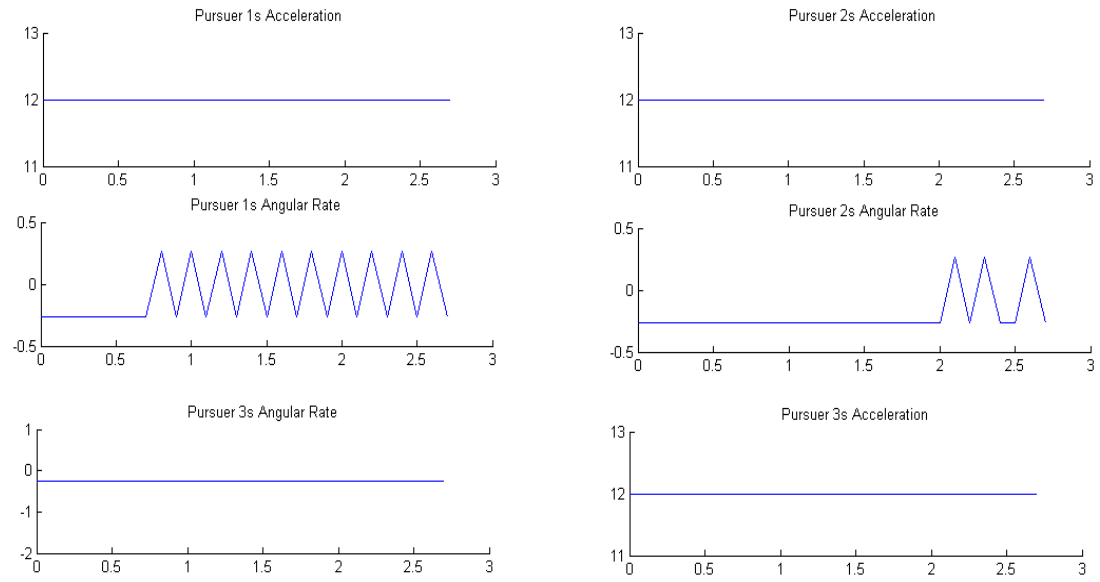 Pursuer 1s Acceleration
13
12
11
0 0.5 1 1.5 2 2.5 3
Pursuer 2s Acceleration
13
12
11
0 0.5 1 1.5 2 2.5 3
Pursuer 1s Angular Rate
0.5
0
-0.5
0 0.5 1 1.5 2 2.5 3
Pursuer 2s Angular Rate
0.5
0
-0.5
0 0.5 1 1.5 2 2.5 3
Pursuer 3s Angular Rate
1
0
-1
-2
0 0.5 1 1.5 2 2.5 3
Pursuer 3s Acceleration
13
12
11
0 0.5 1 1.5 2 2.5 3